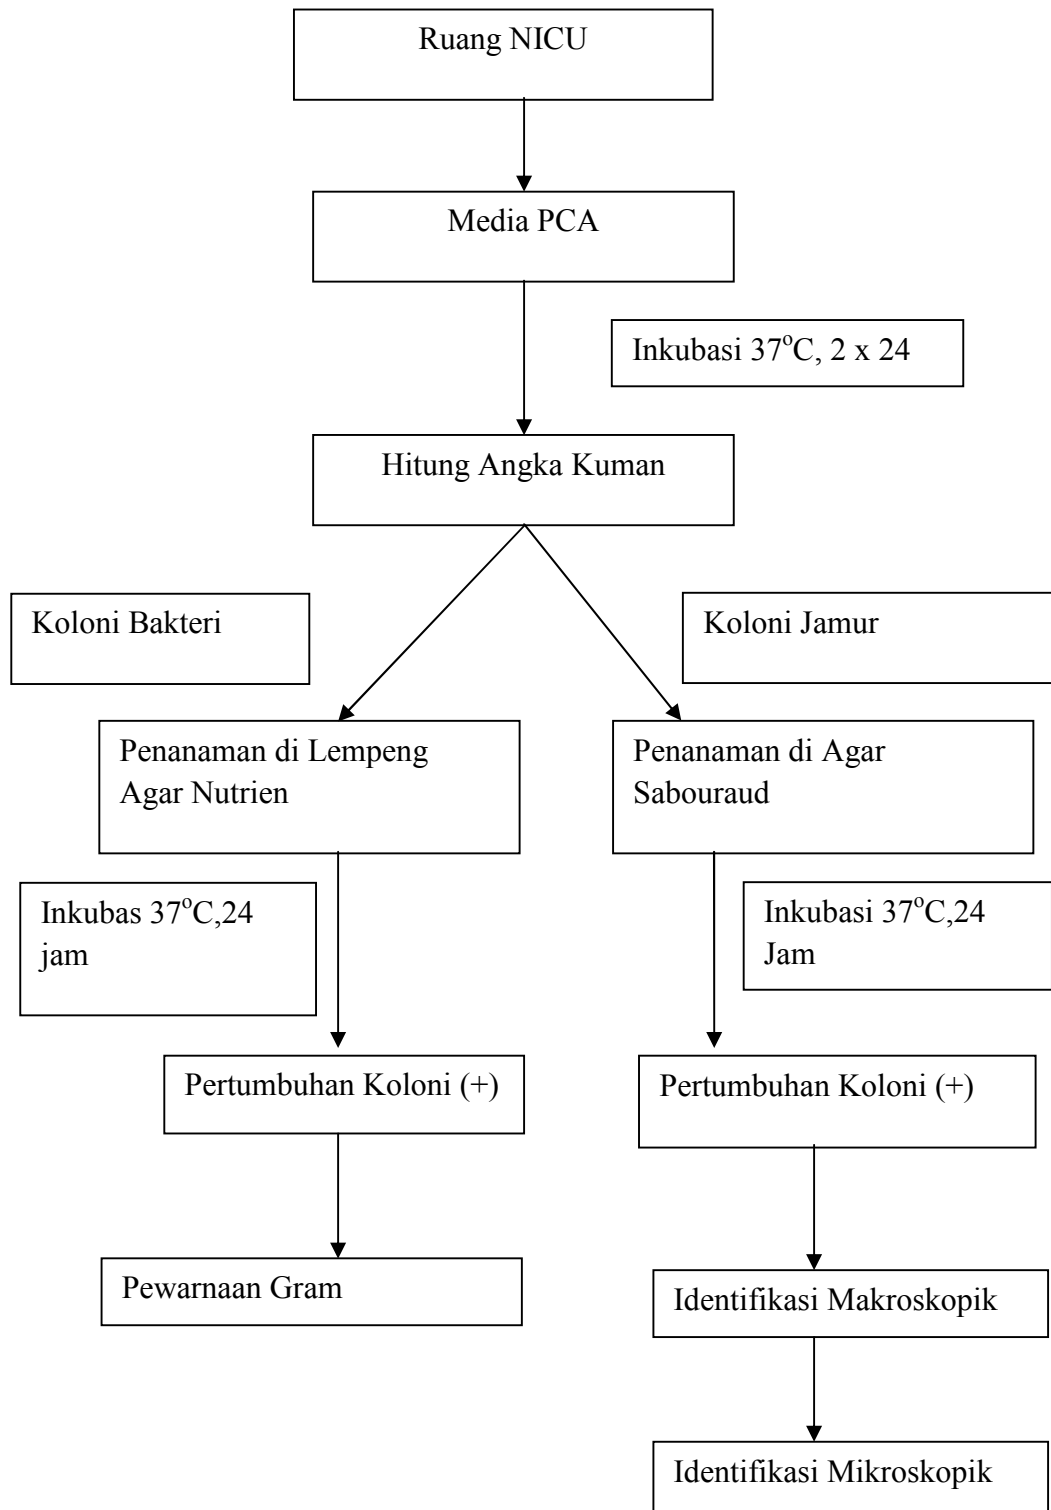 Ruang NICU
Media PCA
Inkubasi 37°C, 2 x 24
Hitung Angka Kuman
Koloni Bakteri
Koloni Jamur
Penanaman di Lempeng
Agar Nutrien
Penanaman di Agar
Sabouraud
Inkubas 37°C,24
jam
Inkubasi 37°C,24
Jam
Pertumbuhan Koloni (+)
Pertumbuhan Koloni (+)
Pewarnaan Gram
Identifikasi Makroskopik
Identifikasi Mikroskopik